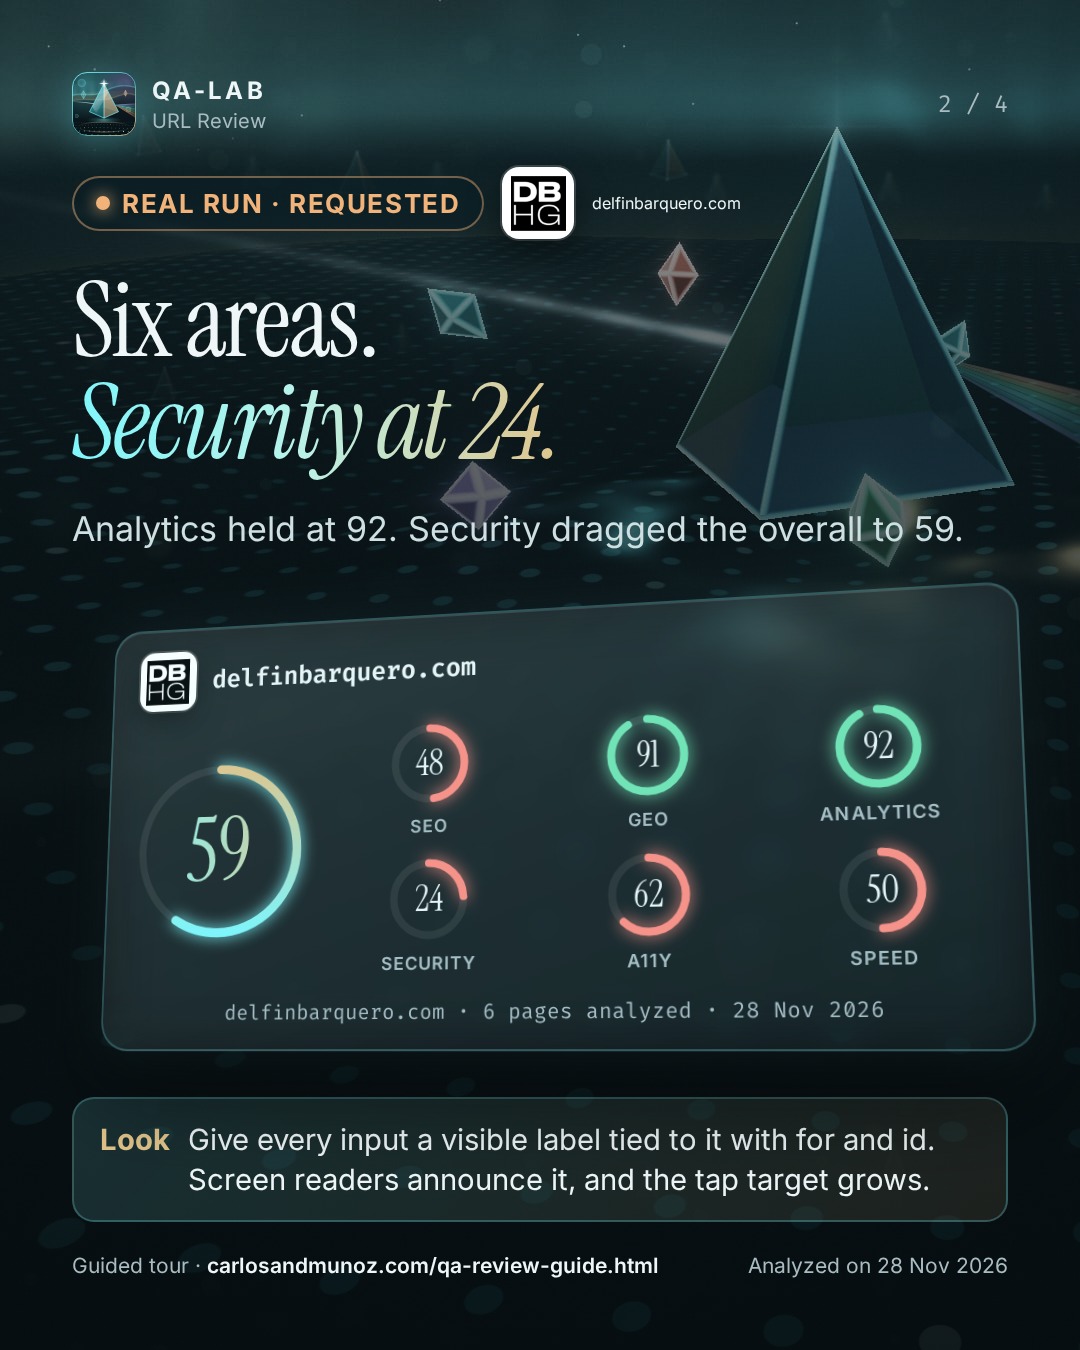 QA-LAB
URL Review
2 / 4
REAL RUN · REQUESTED
DB
HG
delfinbarquero.com
Six areas.
Security at 24.
Analytics held at 92. Security dragged the overall to 59.
DB
HG
delfinbarquero.com
59
48
SEO
91
GEO
92
ANALYTICS
24
SECURITY
62
A11Y
50
SPEED
delfinbarquero.com · 6 pages analyzed · 28 Nov 2026
Look Give every input a visible label tied to it with for and id.
Screen readers announce it, and the tap target grows.
Guided tour · carlosandmunoz.com/qa-review-guide.html
Analyzed on 28 Nov 2026